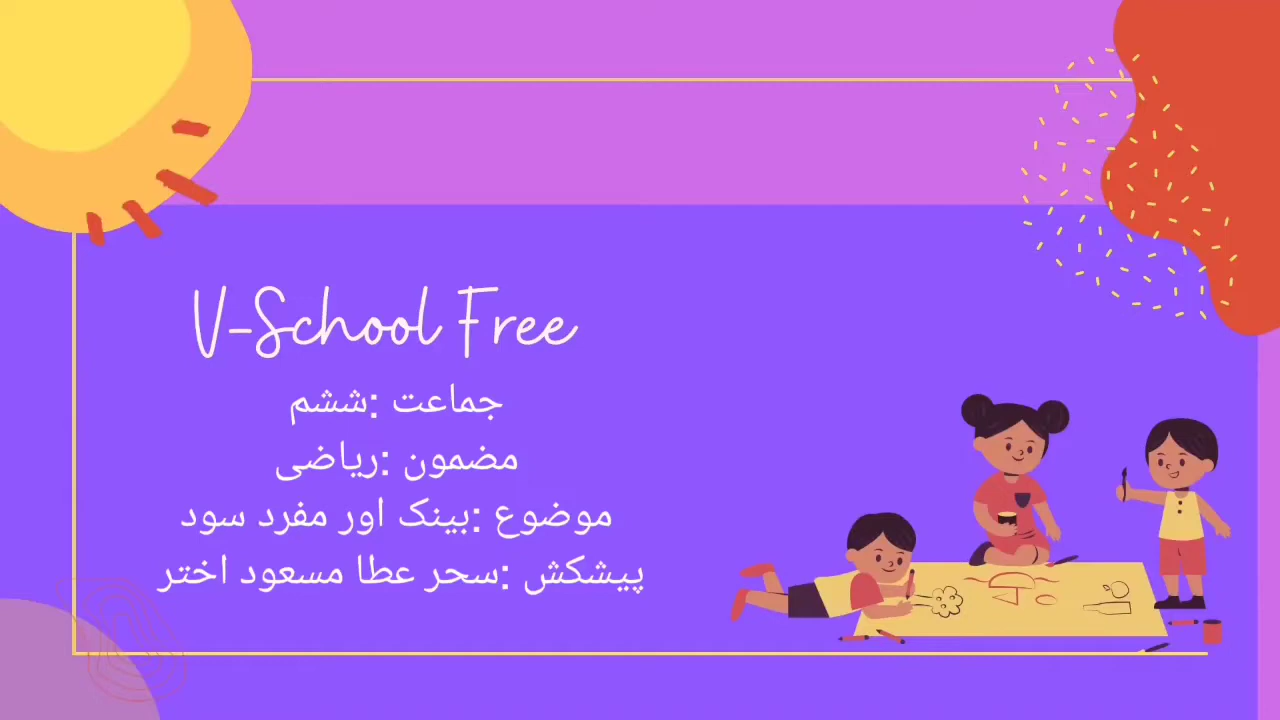 V-School Free
جماعت :ششم
مضمون :ریاضی
موضوع :بینک اور مفرد سود
پیشکش :سحر عطا مسعود اختر